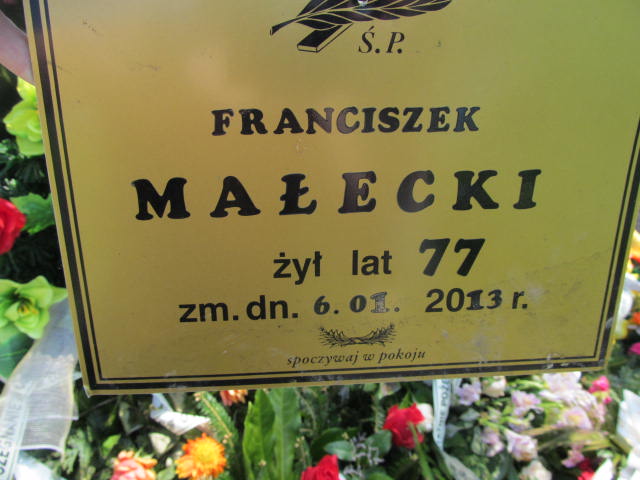 Ś.P.
FRANCISZEK
MAŁECKI
żył lat 77
zm. dn. 6.01. 2013 r.
spoczywaj w pokoju